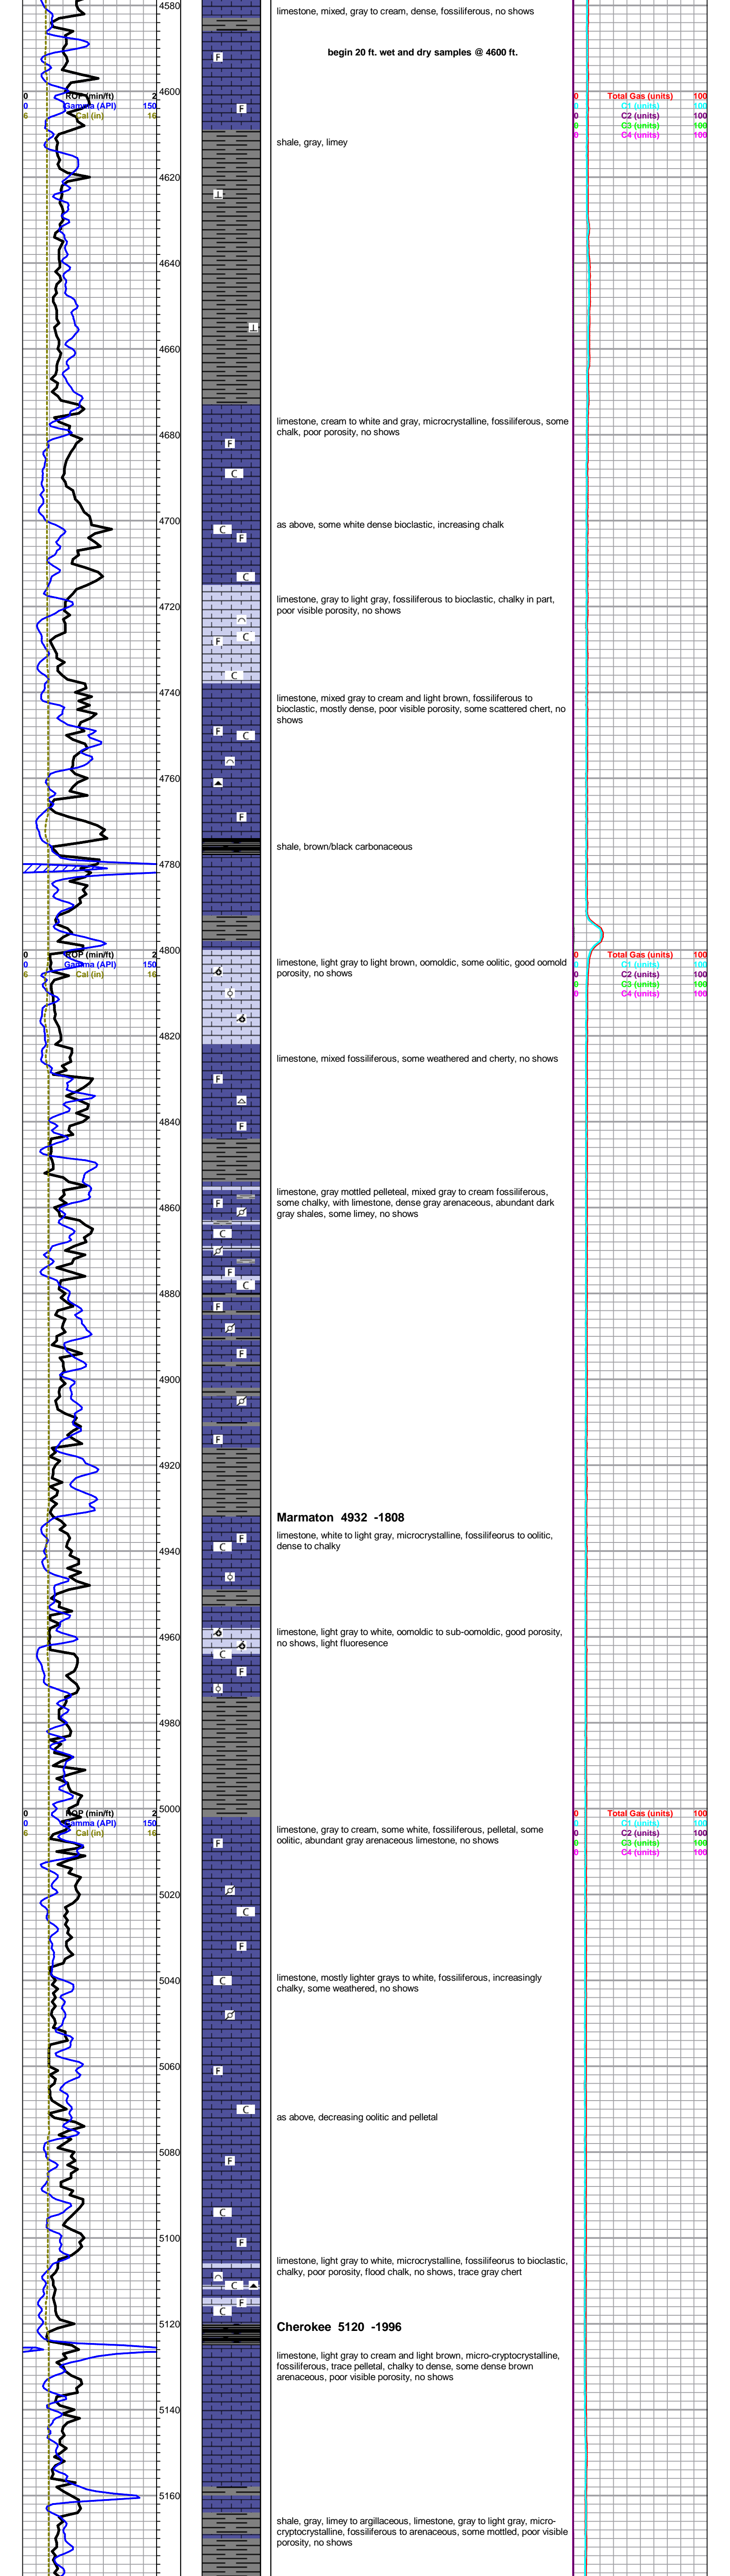 4580
limestone, mixed, gray to cream, dense, fossiliferous, no shows
F
begin 20 ft. wet and dry samples @ 4600 ft.
4600
0 ROP (min/ft) 2
0 Gamma (API) 150
6 Cal (in) 16
0 Total Gas (units) 100
0 C1 (units) 100
0 C2 (units) 100
0 C3 (units) 100
0 C4 (units) 100
F
shale, gray, limey
4620
4640
4660
limestone, cream to white and gray, microcrystalline, fossiliferous, some
chalk, poor porosity, no shows
4680
F
C
4700
as above, some white dense bioclastic, increasing chalk
C
F
C
limestone, gray to light gray, fossiliferous to bioclastic, chalky in part,
poor visible porosity, no shows
4720
F
C
C
4740
limestone, mixed gray to cream and light brown, fossiliferous to
bioclastic, mostly dense, poor visible porosity, some scattered chert, no
shows
F
C
4760
F
shale, brown/black carbonaceous
4780
4800
0 ROP (min/ft) 2
0 Gamma (API) 150
6 Cal (in) 16
0 Total Gas (units) 100
0 C1 (units) 100
0 C2 (units) 100
0 C3 (units) 100
0 C4 (units) 100
limestone, light gray to light brown, oomoldic, some oolitic, good oomold
porosity, no shows
4820
limestone, mixed fossiliferous, some weathered and cherty, no shows
F
4840
F
limestone, gray mottled pelleteal, mixed gray to cream fossiliferous,
some chalky, with limestone, dense gray arenaceous, abundant dark
gray shales, some limey, no shows
4860
F
C
F
C
4880
F
F
4900
F
4920
Marmaton 4932 -1808
limestone, white to light gray, microcrystalline, fossilifeorus to oolitic,
dense to chalky
F
C
4940
4960
limestone, light gray to white, oomoldic to sub-oomoldic, good porosity,
no shows, light fluoresence
C
F
4980
5000
0 ROP (min/ft) 2
0 Gamma (API) 150
6 Cal (in) 16
0 Total Gas (units) 100
0 C1 (units) 100
0 C2 (units) 100
0 C3 (units) 100
0 C4 (units) 100
limestone, gray to cream, some white, fossiliferous, pelletal, some
oolitic, abundant gray arenaceous limestone, no shows
F
5020
C
F
5040
limestone, mostly lighter grays to white, fossiliferous, increasingly
chalky, some weathered, no shows
C
5060
F
C
as above, decreasing oolitic and pelletal
5080
F
C
5100
F
limestone, light gray to white, microcrystalline, fossilifeorus to bioclastic,
chalky, poor porosity, flood chalk, no shows, trace gray chert
C
F
C
5120
Cherokee 5120 -1996
limestone, light gray to cream and light brown, micro-cryptocrystalline,
fossiliferous, trace pelletal, chalky to dense, some dense brown
arenaceous, poor visible porosity, no shows
5140
5160
shale, gray, limey to argillaceous, limestone, gray to light gray, micro-
cryptocrystalline, fossiliferous to arenaceous, some mottled, poor visible
porosity, no shows